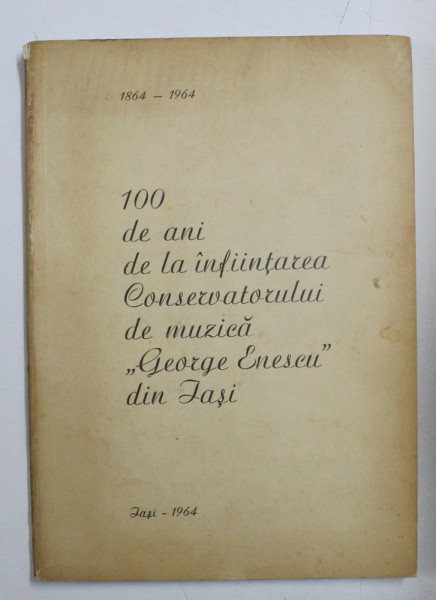 1864 – 1964
100
de ani
de la înființarea
Conservatorului
de muzică
„George Enescu”
din Iași
Iași - 1964